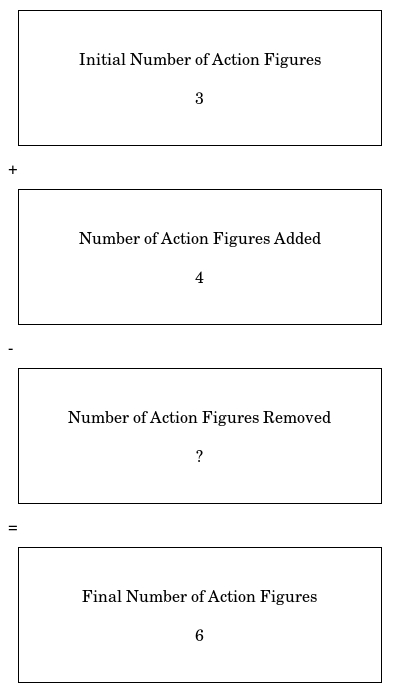 Initial Number of Action Figures
3
+
Number of Action Figures Added
4
-
Number of Action Figures Removed
?
=
Final Number of Action Figures
6